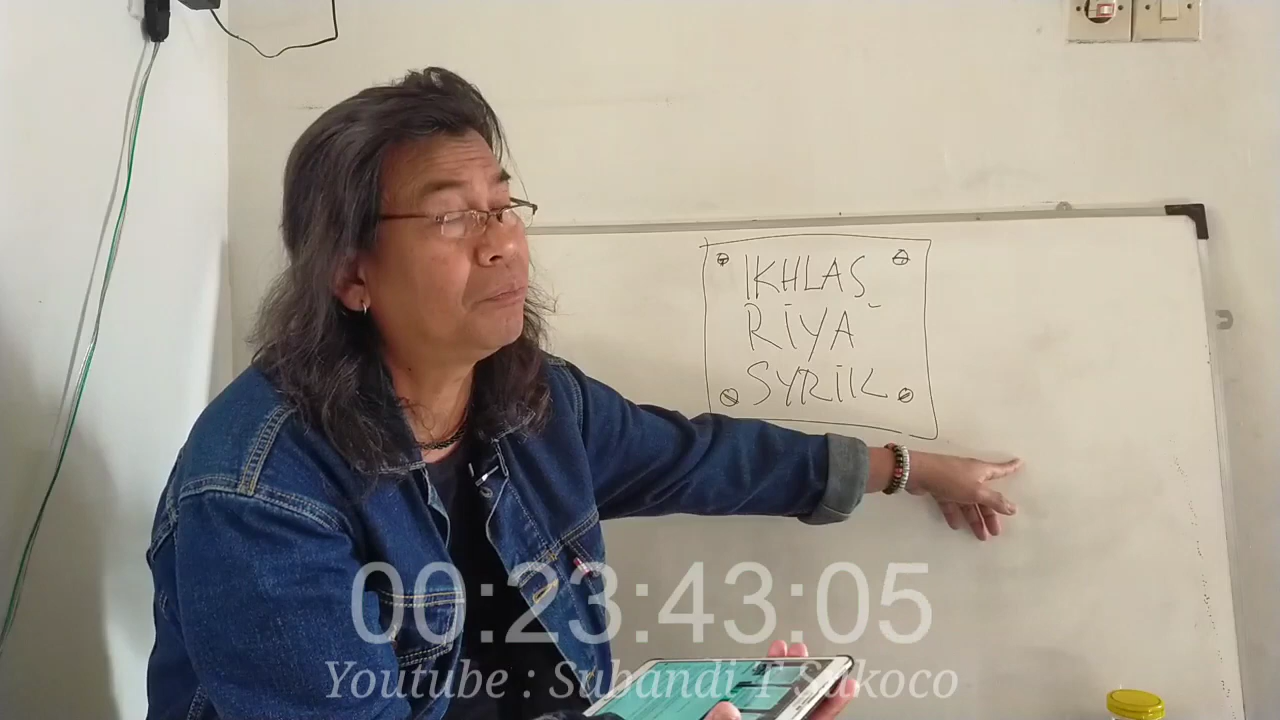 IKHLAS
RIYA
SYRIK
00:23:43:05
Youtube : Subandi T Sukoco